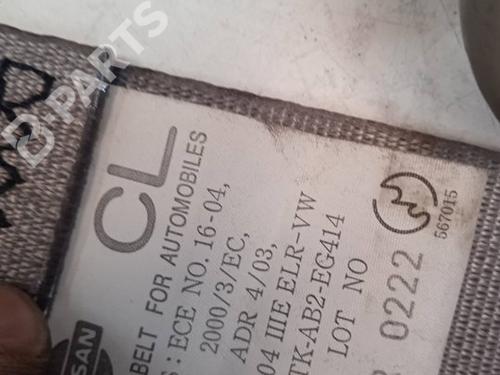 B PARTS
CL
BELT FOR AUTOMOBILES
: ECE NO. 16-04,
2000/3/EC,
ADR 4/03,
04 IIIE ELR-VW
TK-AB2-EG414
LOT NO
0222
567015
SAN